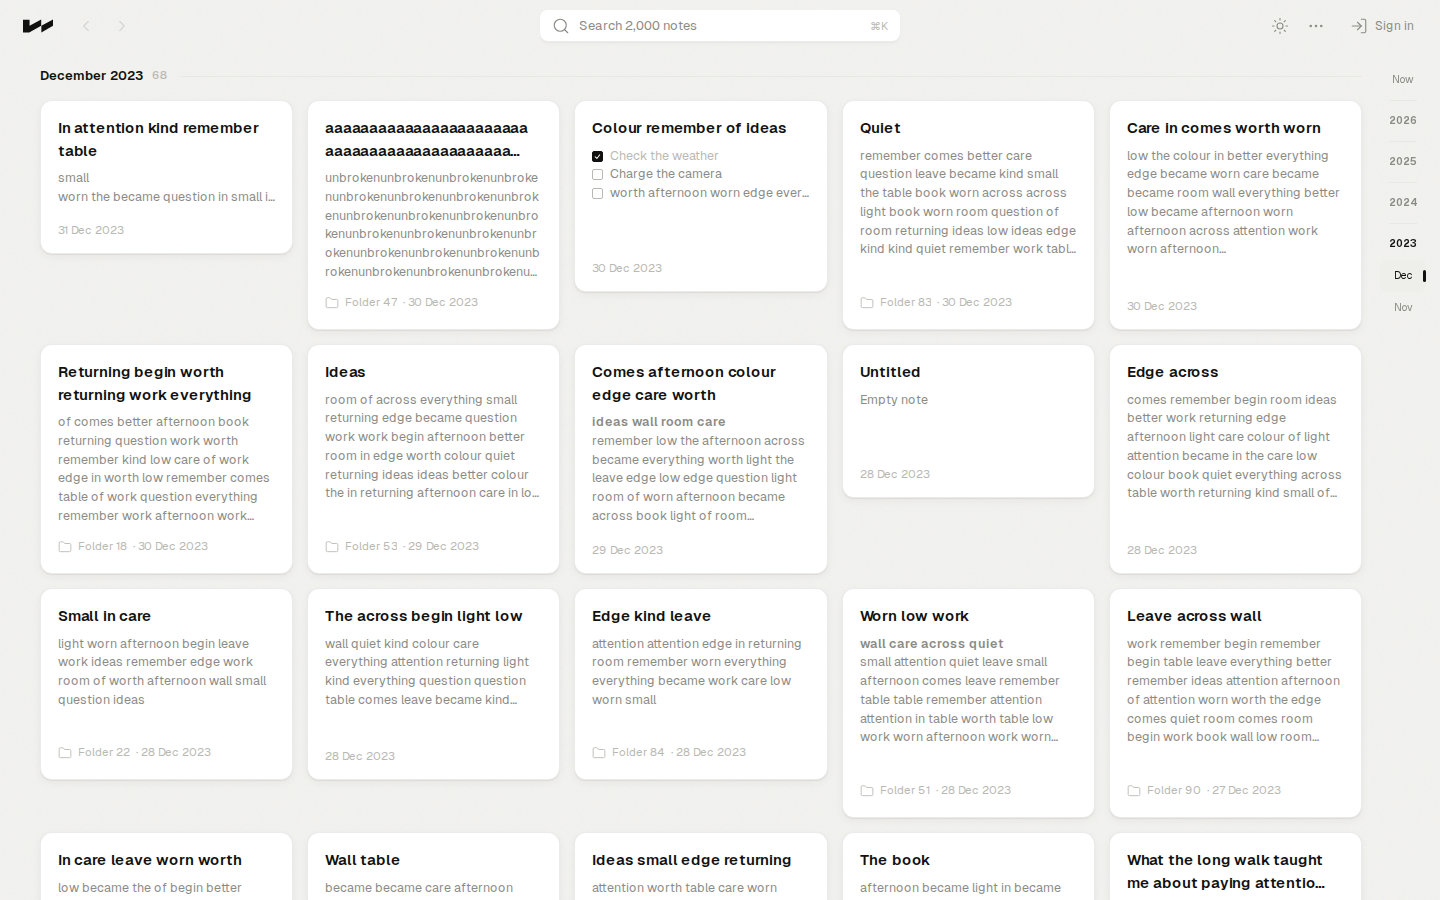 Search 2,000 notes
⌘K
Sign in
December 2023 68
Now
2026
2025
2024
2023
Dec
Nov
In attention kind remember
table
small
worn the became question in small i…
31 Dec 2023
aaaaaaaaaaaaaaaaaaaaaaa
aaaaaaaaaaaaaaaaaaaaa…
unbrokenunbrokenunbrokenunbroke
nunbrokenunbrokenunbrokenunbrok
enunbrokenunbrokenunbrokenunbro
kenunbrokenunbrokenunbrokenunbr
okenunbrokenunbrokenunbrokenunb
rokenunbrokenunbrokenunbrokenu…
Folder 47 · 30 Dec 2023
Colour remember of ideas
Check the weather
Charge the camera
worth afternoon worn edge ever…
30 Dec 2023
Quiet
remember comes better care
question leave became kind small
the table book worn across across
light book worn room question of
room returning ideas low ideas edge
kind kind quiet remember work tabl…
Folder 83 · 30 Dec 2023
Care in comes worth worn
low the colour in better everything
edge became worn care became
became room wall everything better
low became afternoon worn
afternoon across attention work
worn afternoon…
30 Dec 2023
Returning begin worth
returning work everything
of comes better afternoon book
returning question work worth
remember kind low care of work
edge in worth low remember comes
table of work question everything
remember work afternoon work…
Folder 18 · 30 Dec 2023
Ideas
room of across everything small
returning edge became question
work work begin afternoon better
room in edge worth colour quiet
returning ideas ideas better colour
the in returning afternoon care in lo…
Folder 53 · 29 Dec 2023
Comes afternoon colour
edge care worth
ideas wall room care
remember low the afternoon across
became everything worth light the
leave edge low edge question light
room of worn afternoon became
across book light of room…
29 Dec 2023
Untitled
Empty note
28 Dec 2023
Edge across
comes remember begin room ideas
better work returning edge
afternoon light care colour of light
attention became in the care low
colour book quiet everything across
table worth returning kind small of…
28 Dec 2023
Small in care
light worn afternoon begin leave
work ideas remember edge work
room of worth afternoon wall small
question ideas
Folder 22 · 28 Dec 2023
The across begin light low
wall quiet kind colour care
everything attention returning light
kind everything question question
table comes leave became kind…
28 Dec 2023
Edge kind leave
attention attention edge in returning
room remember worn everything
everything became work care low
worn small
Folder 84 · 28 Dec 2023
Worn low work
wall care across quiet
small attention quiet leave small
afternoon comes leave remember
table table remember attention
attention in table worth table low
work worn afternoon work worn…
Folder 51 · 28 Dec 2023
Leave across wall
work remember begin remember
begin table leave everything better
remember ideas attention afternoon
of attention worn worth the edge
comes quiet room comes room
begin work book wall low room…
Folder 90 · 27 Dec 2023
In care leave worn worth
low became the of begin better
Wall table
became became care afternoon
Ideas small edge returning
attention worth table care worn
The book
afternoon became light in became
What the long walk taught
me about paying attentio…